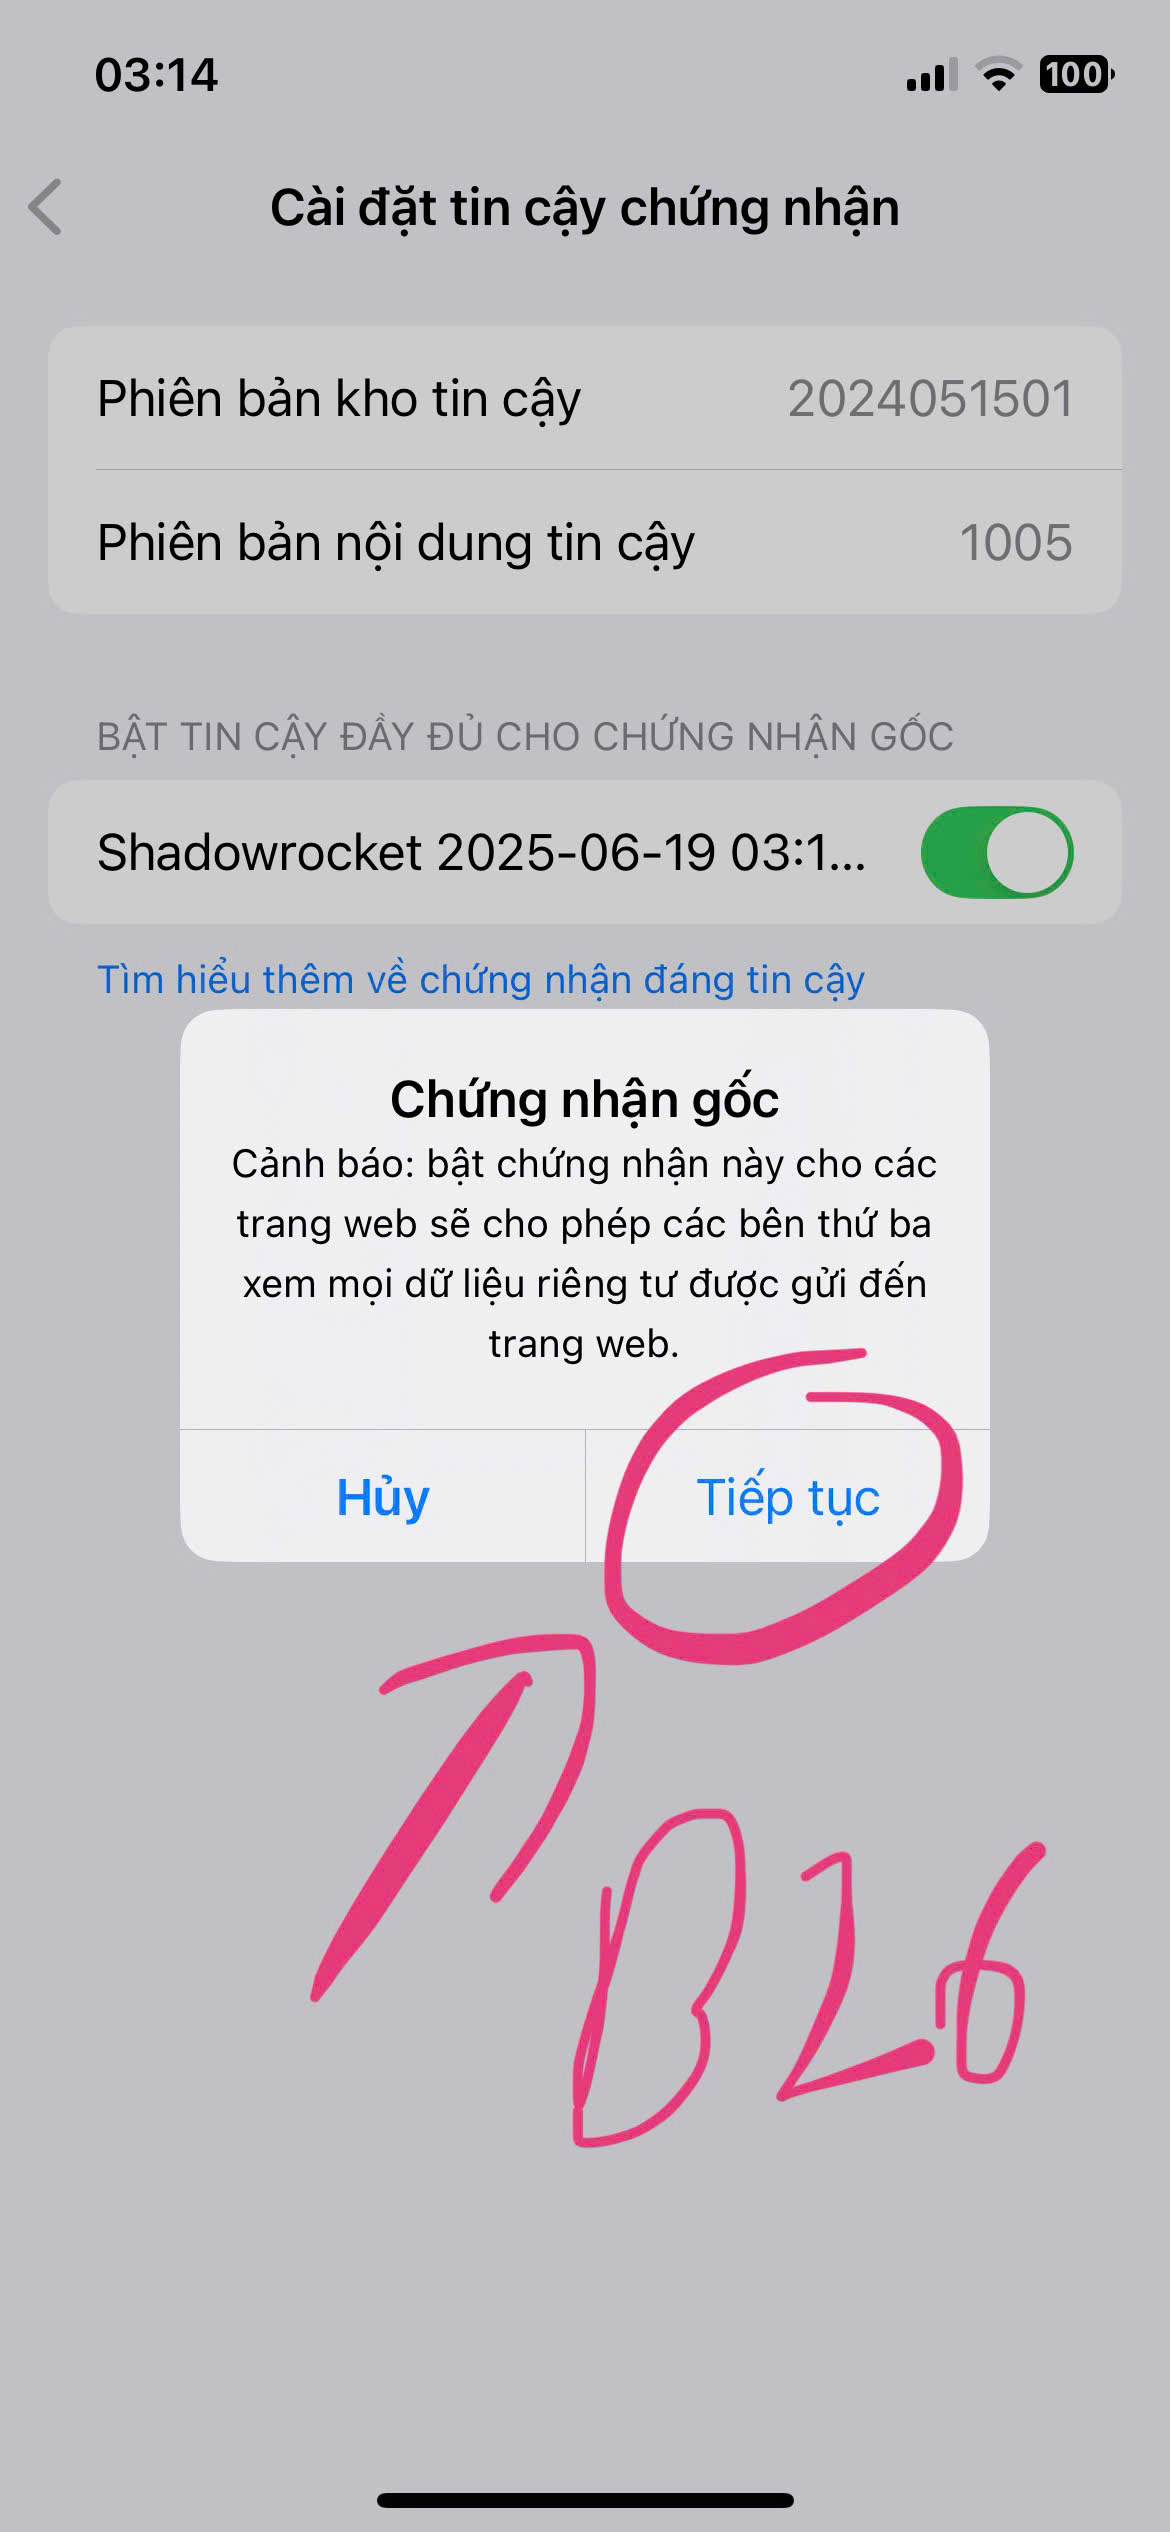 03:14
100
Cài đặt tin cậy chứng nhận
Phiên bản kho tin cậy 2024051501
Phiên bản nội dung tin cậy 1005
BẬT TIN CẬY ĐẦY ĐỦ CHO CHỨNG NHẬN GỐC
Shadowrocket 2025-06-19 03:1...
Tìm hiểu thêm về chứng nhận đáng tin cậy
Chứng nhận gốc
Cảnh báo: bật chứng nhận này cho các
trang web sẽ cho phép các bên thứ ba
xem mọi dữ liệu riêng tư được gửi đến
trang web.
Hủy Tiếp tục
B26